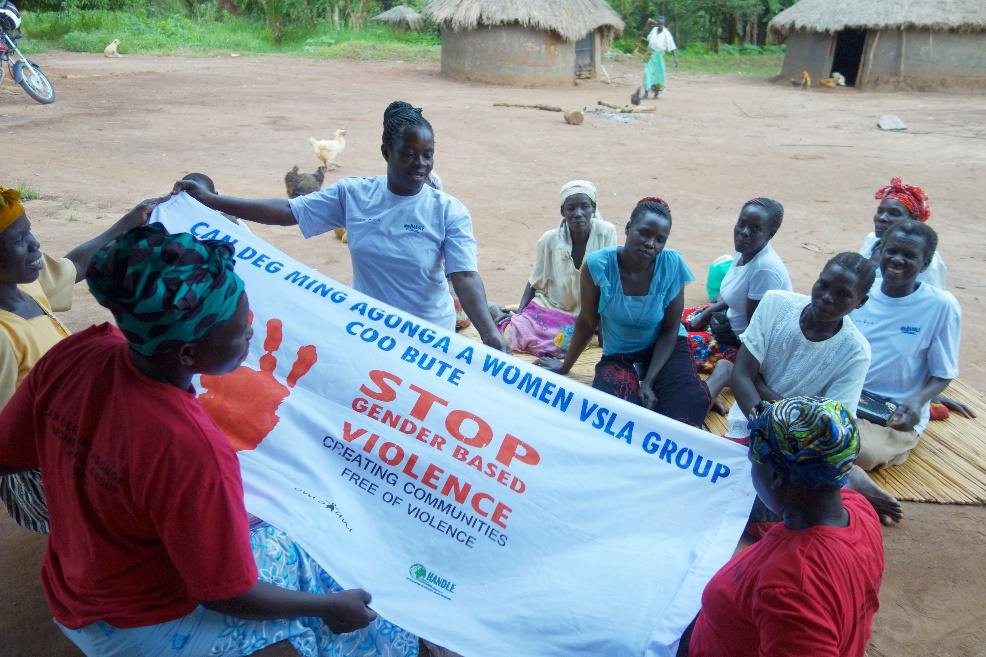 CAN DEG MING AGONGA A WOMEN VSLA GROUP
COO BUTE
STOP
GENDER BASED
VIOLENCE
CREATING COMMUNITIES
FREE OF VIOLENCE
HANDLE